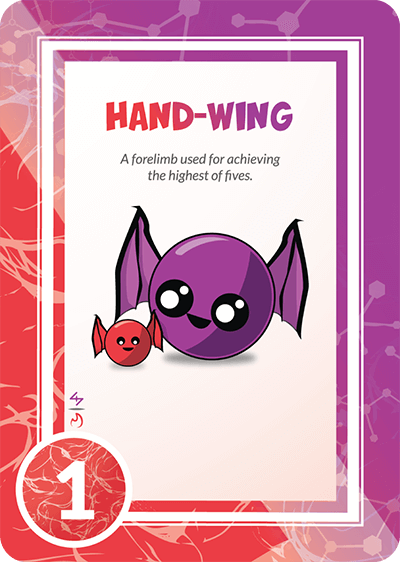 HAND-WING
A forelimb used for achieving
the highest of fives.
1